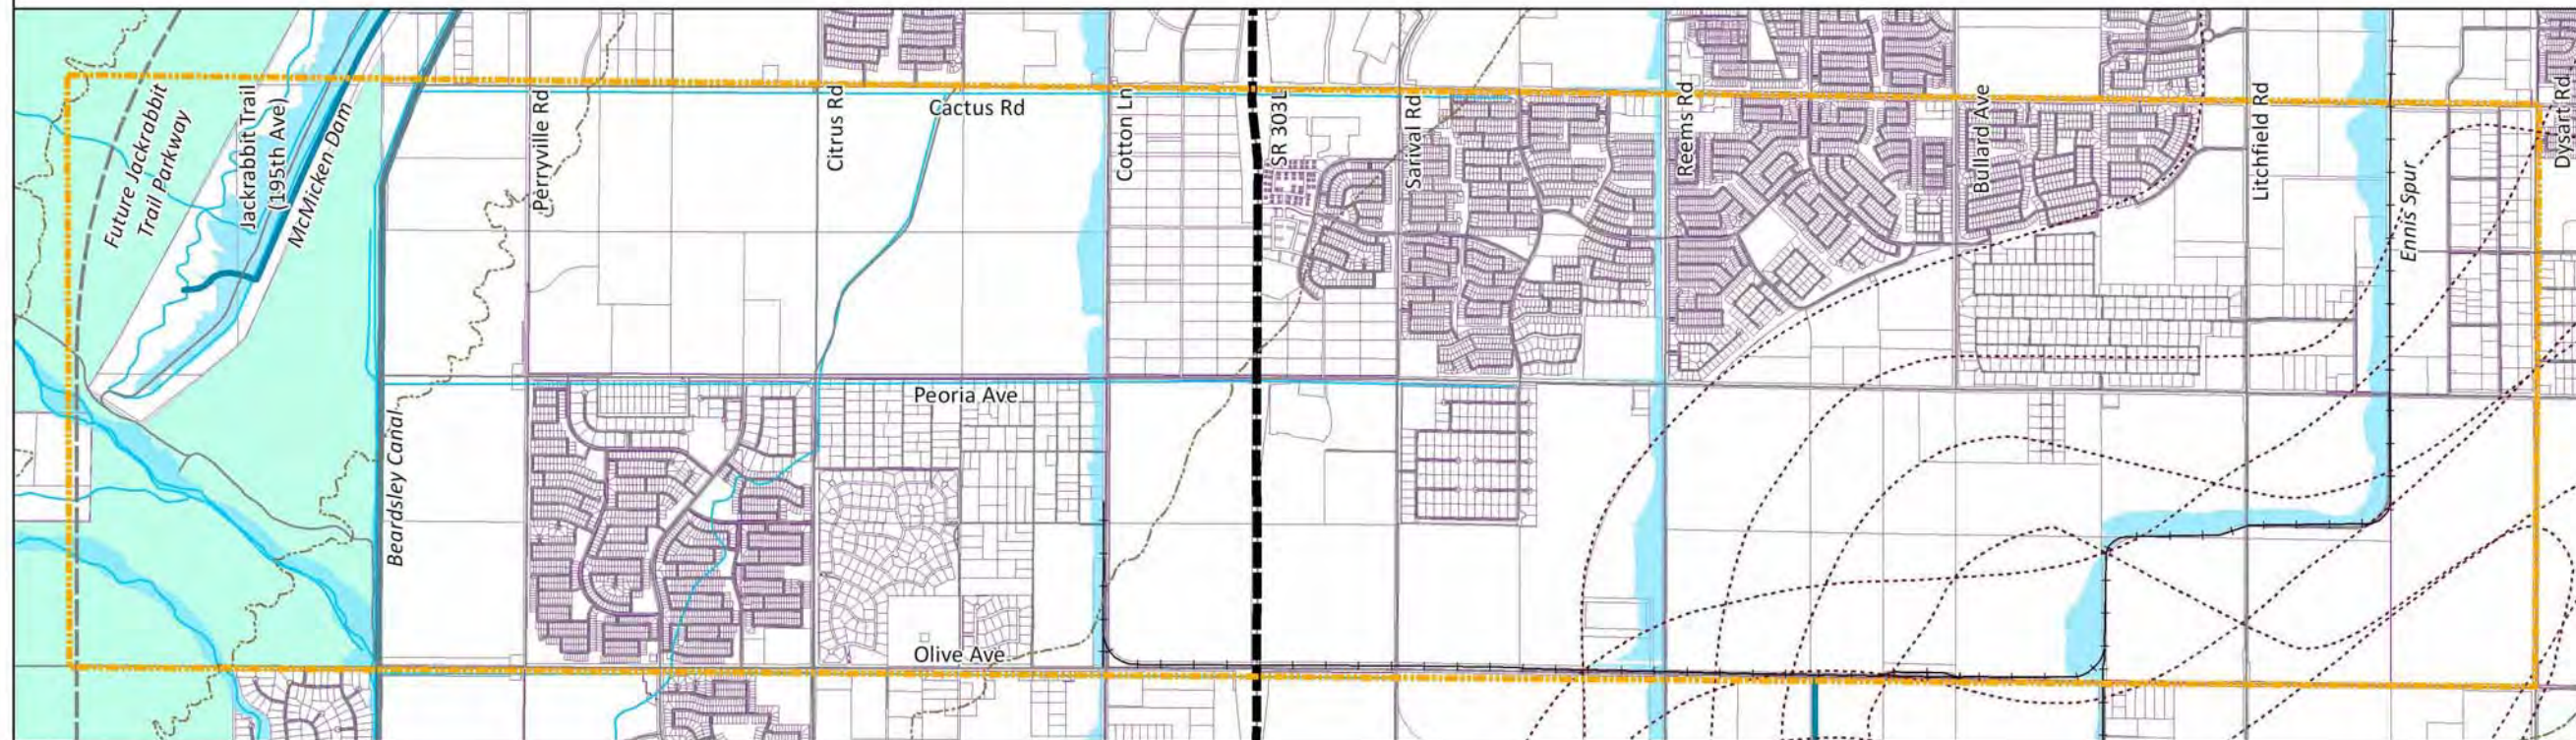 Future Jackrabbit
Trail Parkway
Jackrabbit Trail
(195th Ave)
McMicken Dam
Perryville Rd
Citrus Rd
Cactus Rd
Cotton Ln
SR 303L
Sarival Rd
Reems Rd
Bullard Ave
Litchfield Rd
Ennis Spur
Dysart Rd
Beardsley Canal
Peoria Ave
Olive Ave